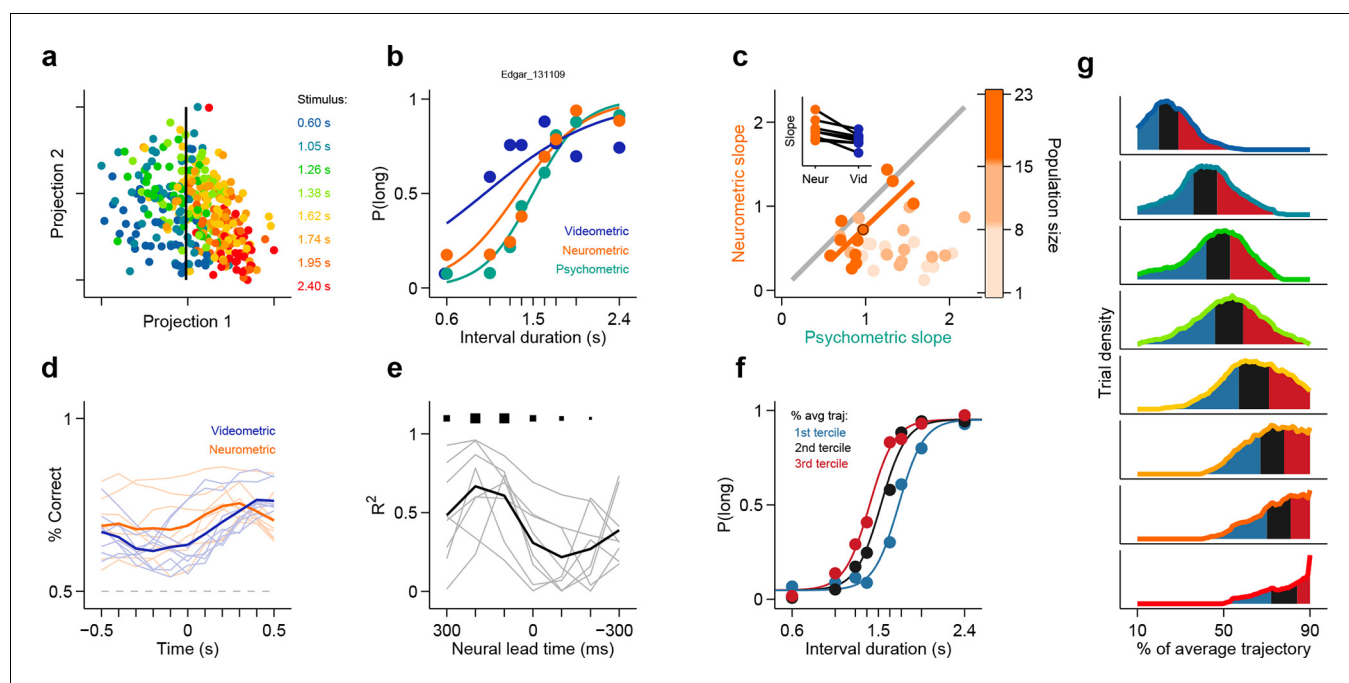 a
Projection 2
Projection 1
Stimulus:
0.60 s
1.05 s
1.26 s
1.38 s
1.62 s
1.74 s
1.95 s
2.40 s
b
Edgar_131109
P(long)
1
0.5
0
Videometric
Neurometric
Psychometric
0.6
1.5
2.4
Interval duration (s)
c
Neurometric slope
2
1
0
Slope
Neur
Vid
0
1
2
Psychometric slope
23
15
8
1
Population size
d
% Correct
1
0.5
Videometric
Neurometric
−0.5
0
0.5
Time (s)
e
R2
1
0.5
0
300
0
−300
Neural lead time (ms)
f
P(long)
1
0.5
0
% avg traj:
1st tercile
2nd tercile
3rd tercile
0.6
1.5
2.4
Interval duration (s)
g
Trial density
10
50
90
% of average trajectory